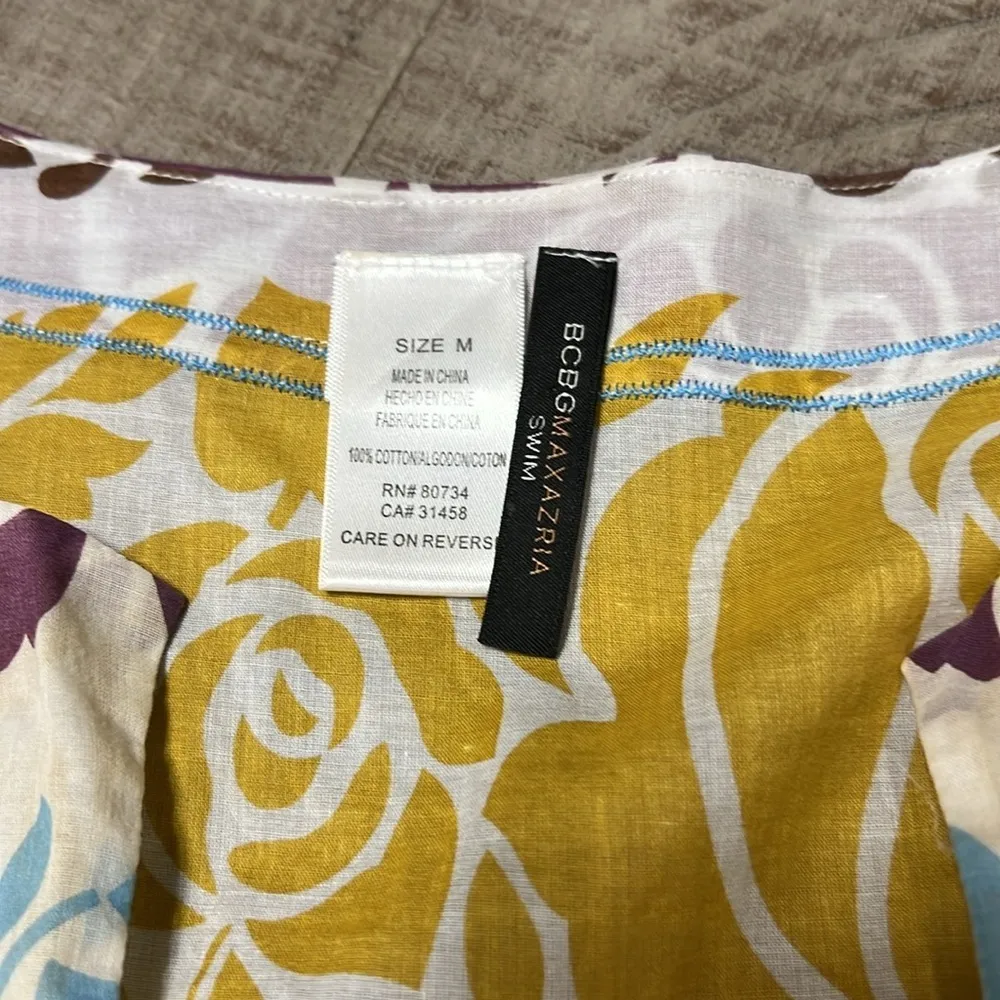 SIZE M
MADE IN CHINA
HECHO EN CHINE
FABRIQUE EN CHINA
100% COTTON/ALGODON/COTON
RN# 80734
CA# 31458
CARE ON REVERS
BCBGMAXAZRIA
SWIM